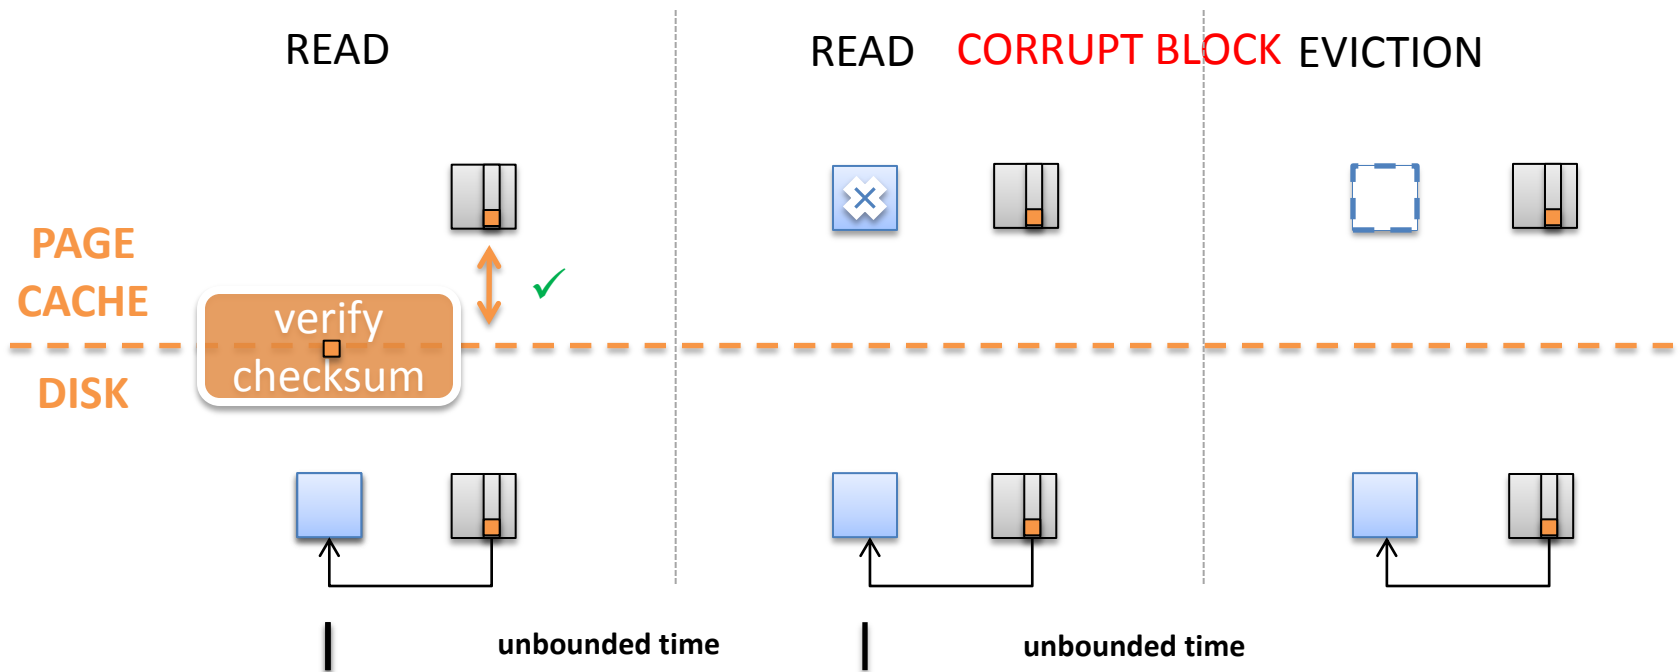 READ
READ
CORRUPT BLOCK
EVICTION
PAGE
CACHE
verify
checksum
DISK
unbounded time
unbounded time